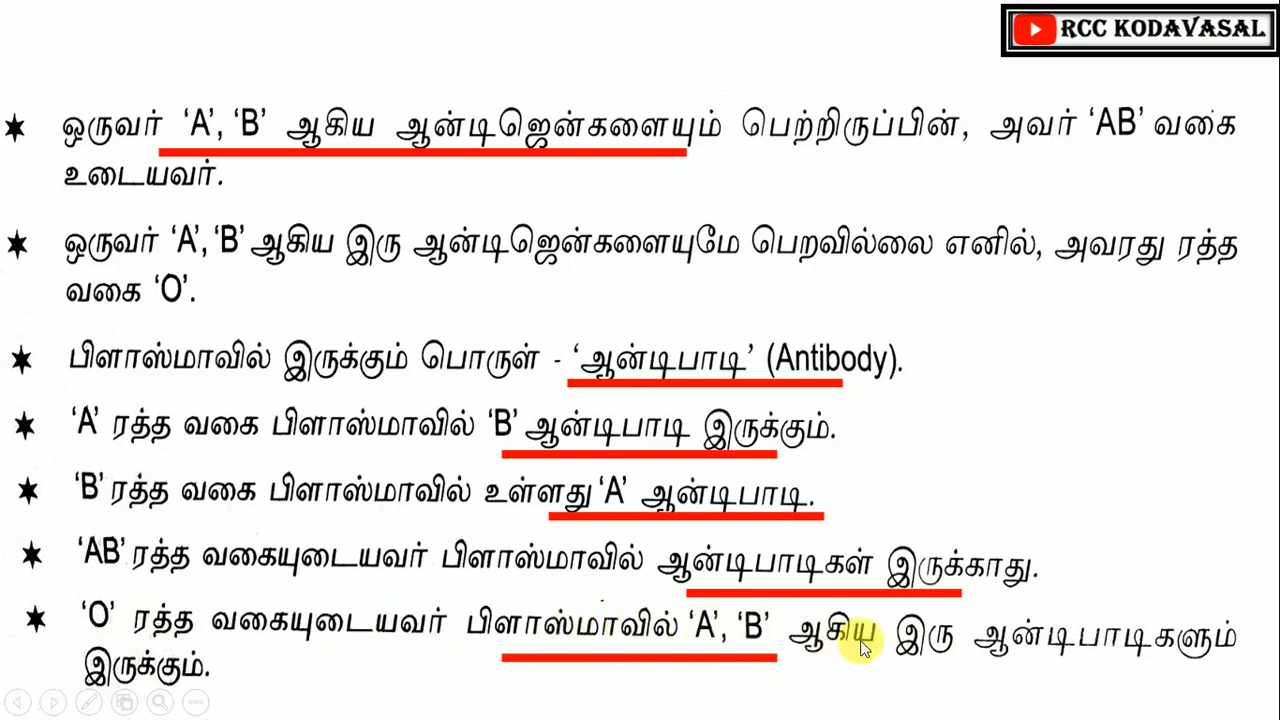 RCC KODAVASAL
✶ ஒருவர் ‘A’, ‘B’ ஆகிய ஆன்டிஜென்களையும் பெற்றிருப்பின், அவர் ‘AB’ வகை
உடையவர்.
✶ ஒருவர் ‘A’, ‘B’ ஆகிய இரு ஆன்டிஜென்களையுமே பெறவில்லை எனில், அவரது ரத்த
வகை ‘O’.
✶ பிளாஸ்மாவில் இருக்கும் பொருள் - ‘ஆன்டிபாடி’ (Antibody).
✶ ‘A’ ரத்த வகை பிளாஸ்மாவில் ‘B’ ஆன்டிபாடி இருக்கும்.
✶ ‘B’ ரத்த வகை பிளாஸ்மாவில் உள்ளது ‘A’ ஆன்டிபாடி.
✶ ‘AB’ ரத்த வகையுடையவர் பிளாஸ்மாவில் ஆன்டிபாடிகள் இருக்காது.
✶ ‘O’ ரத்த வகையுடையவர் பிளாஸ்மாவில் ‘A’, ‘B’ ஆகிய இரு ஆன்டிபாடிகளும்
இருக்கும்.